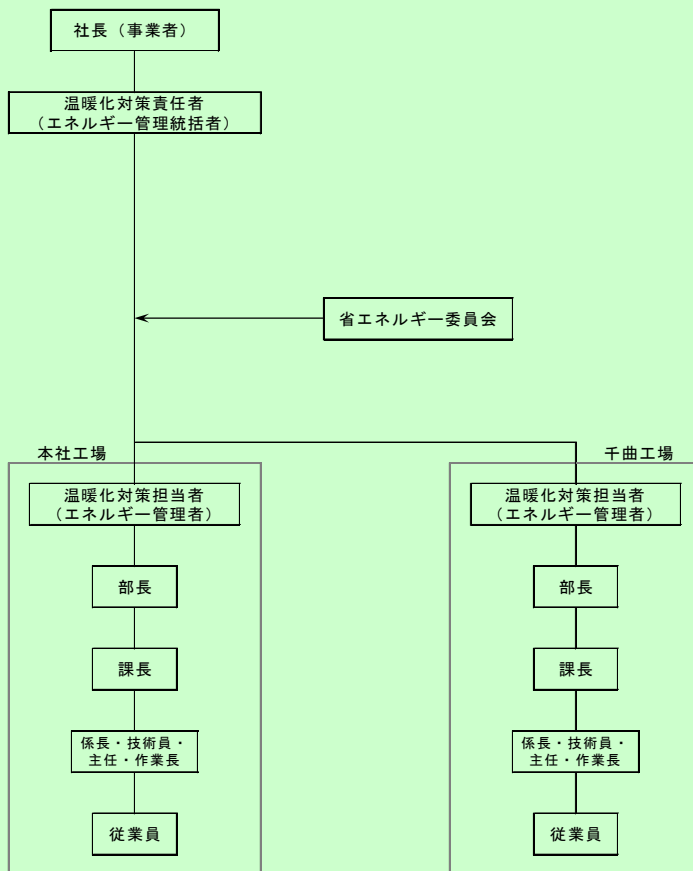 社長（事業者）
温暖化対策責任者
（エネルギー管理統括者）
省エネルギー委員会
本社工場
温暖化対策担当者
（エネルギー管理者）
部長
課長
係長・技術員・
主任・作業長
従業員
千曲工場
温暖化対策担当者
（エネルギー管理者）
部長
課長
係長・技術員・
主任・作業長
従業員